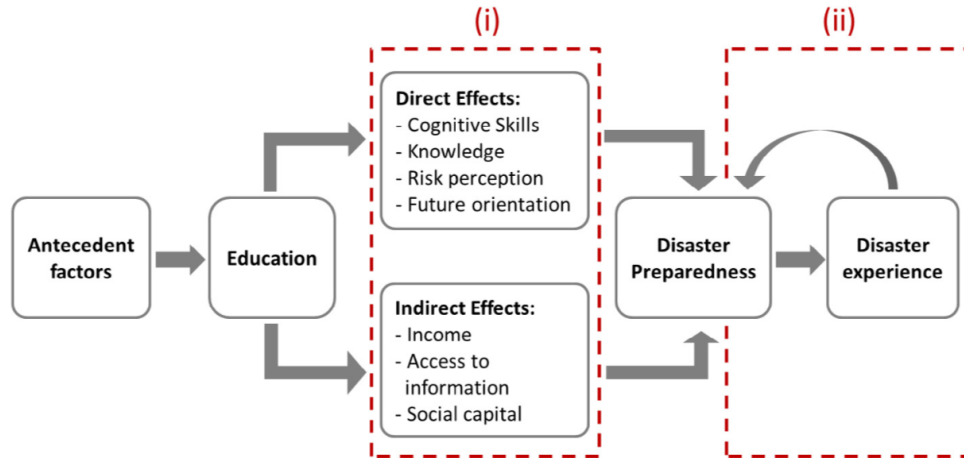 (i)
(ii)
Direct Effects:
- Cognitive Skills
- Knowledge
- Risk perception
- Future orientation
Antecedent
factors
Education
Disaster
Preparedness
Disaster
experience
Indirect Effects:
- Income
- Access to
information
- Social capital